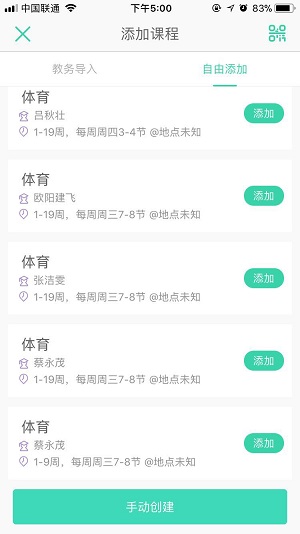 中国联通 下午5:00 83%
添加课程
教务导入 自由添加
体育
吕秋壮
1-19周，每周周四3-4节 @地点未知
添加
体育
欧阳建飞
1-19周，每周周三7-8节 @地点未知
添加
体育
张洁雯
1-19周，每周周三7-8节 @地点未知
添加
体育
蔡永茂
1-19周，每周周三7-8节 @地点未知
添加
体育
蔡永茂
1-9周，每周周三7-8节 @地点未知
添加
手动创建